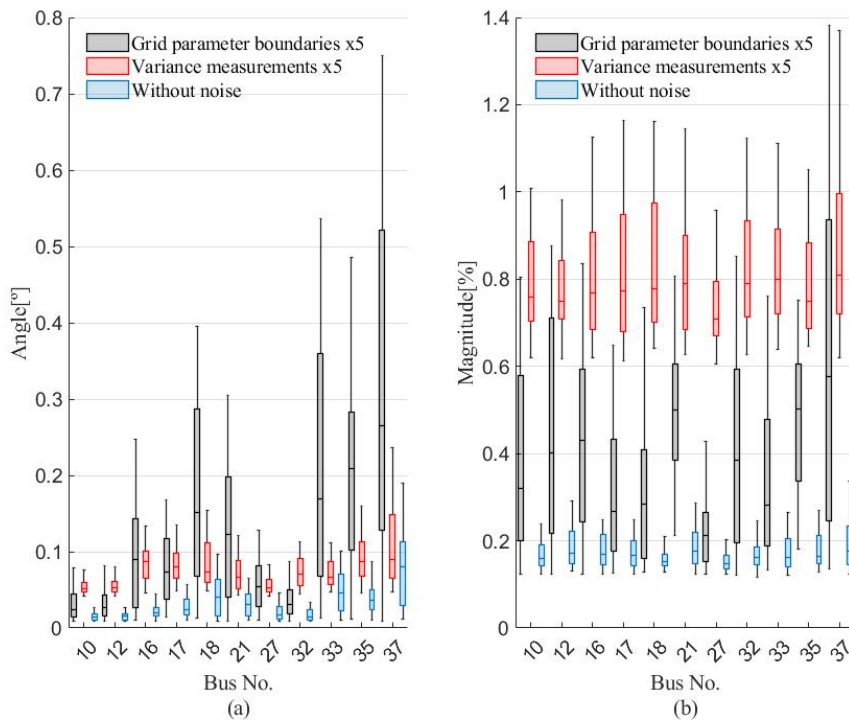 0.8
0.7
0.6
0.5
0.4
0.3
0.2
0.1
0
Angle[º]
Grid parameter boundaries x5
Variance measurements x5
Without noise
10 12 16 17 18 21 27 32 33 35 37
Bus No.
(a)
1.4
1.2
1
0.8
0.6
0.4
0.2
0
Magnitude[%]
Grid parameter boundaries x5
Variance measurements x5
Without noise
10 12 16 17 18 21 27 32 33 35 37
Bus No.
(b)